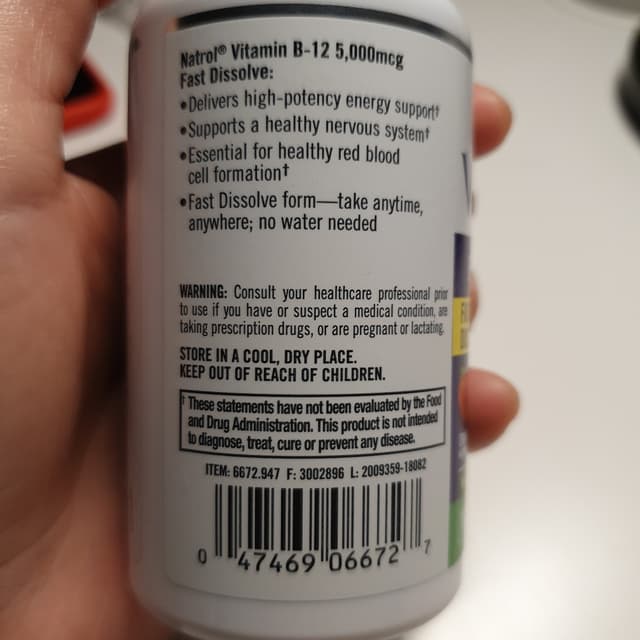 Natrol® Vitamin B-12 5,000mcg
Fast Dissolve:
•Delivers high-potency energy support†
•Supports a healthy nervous system†
•Essential for healthy red blood
cell formation†
•Fast Dissolve form—take anytime,
anywhere; no water needed
WARNING: Consult your healthcare professional prior
to use if you have or suspect a medical condition, are
taking prescription drugs, or are pregnant or lactating.
STORE IN A COOL, DRY PLACE.
KEEP OUT OF REACH OF CHILDREN.
† These statements have not been evaluated by the Food
and Drug Administration. This product is not intended
to diagnose, treat, cure or prevent any disease.
ITEM: 6672.947 F: 3002896 L: 2009359-18082
0 47469 06672 7